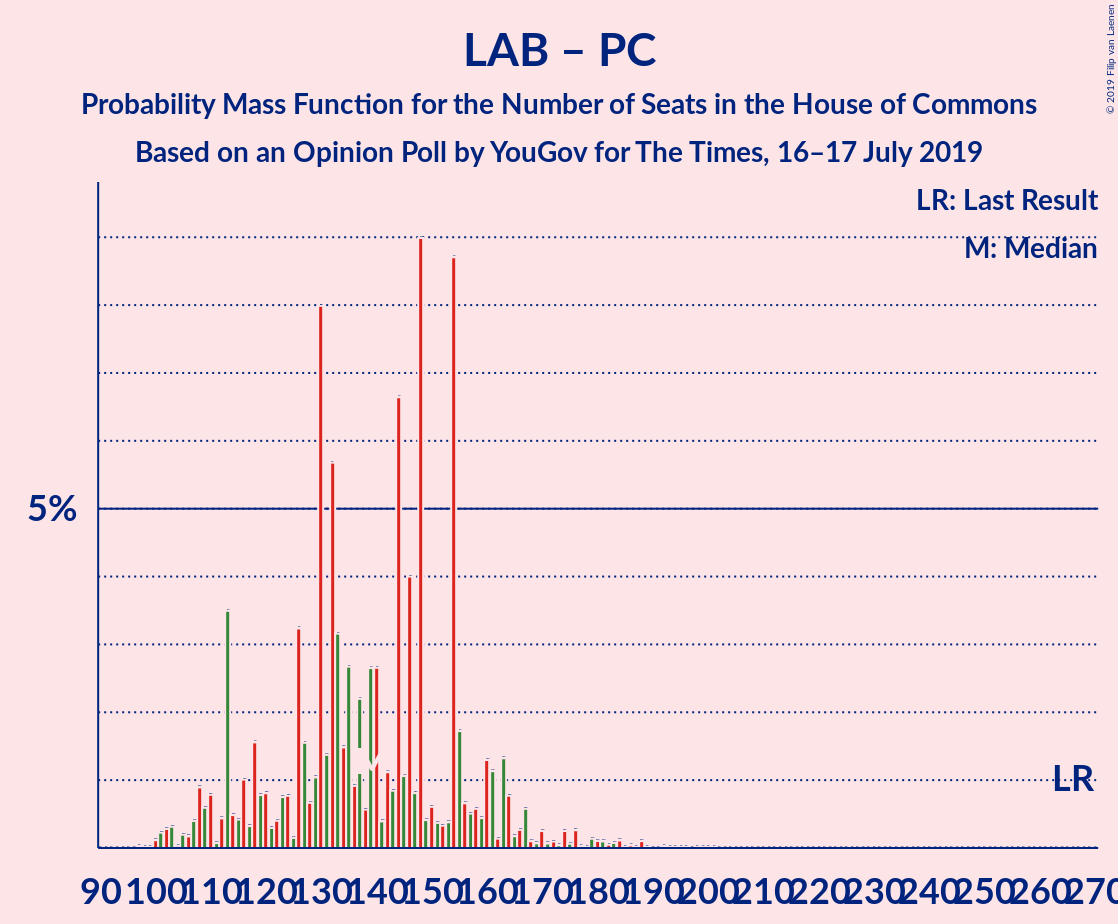 LAB – PC
Probability Mass Function for the Number of Seats in the House of Commons
Based on an Opinion Poll by YouGov for The Times, 16–17 July 2019
© 2019 Filip van Laenen
LR: Last Result
M: Median
5%
LR
90 100 110 120 130 140 150 160 170 180 190 200 210 220 230 240 250 260 270